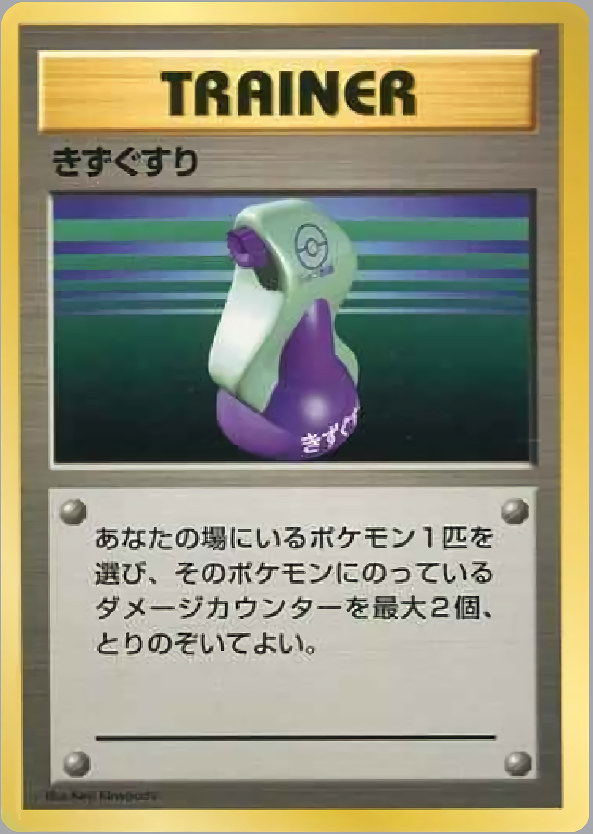 TRAINER
きずぐすり
きずぐす
あなたの場にいるポケモン1匹を
選び、そのポケモンにのっている
ダメージカウンターを最大2個、
とりのぞいてよい。
Illus. Keiji Kinebuchi